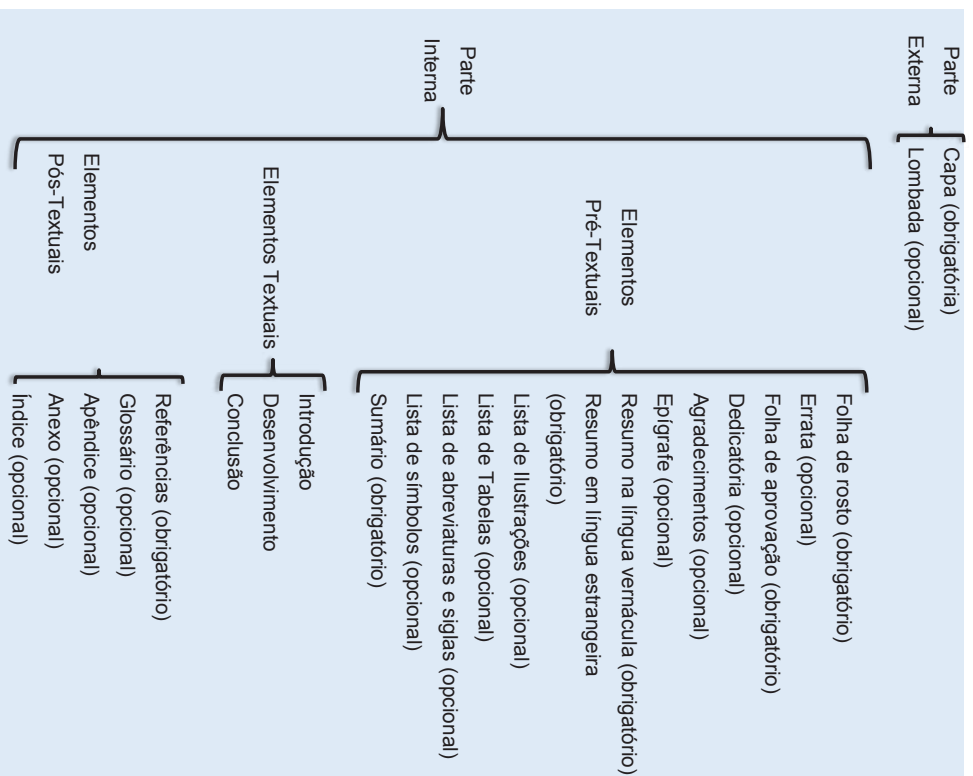 Parte
Externa
Capa (obrigatória)
Lombada (opcional)
Parte
Interna
Elementos
Pré-Textuais
Folha de rosto (obrigatório)
Errata (opcional)
Folha de aprovação (obrigatório)
Dedicatória (opcional)
Agradecimentos (opcional)
Epígrafe (opcional)
Resumo na língua vernácula (obrigatório)
Resumo em língua estrangeira
(obrigatório)
Lista de Ilustrações (opcional)
Lista de Tabelas (opcional)
Lista de abreviaturas e siglas (opcional)
Lista de símbolos (opcional)
Sumário (obrigatório)
Elementos Textuais
Introdução
Desenvolvimento
Conclusão
Elementos
Pós-Textuais
Referências (obrigatório)
Glossário (opcional)
Apêndice (opcional)
Anexo (opcional)
Índice (opcional)